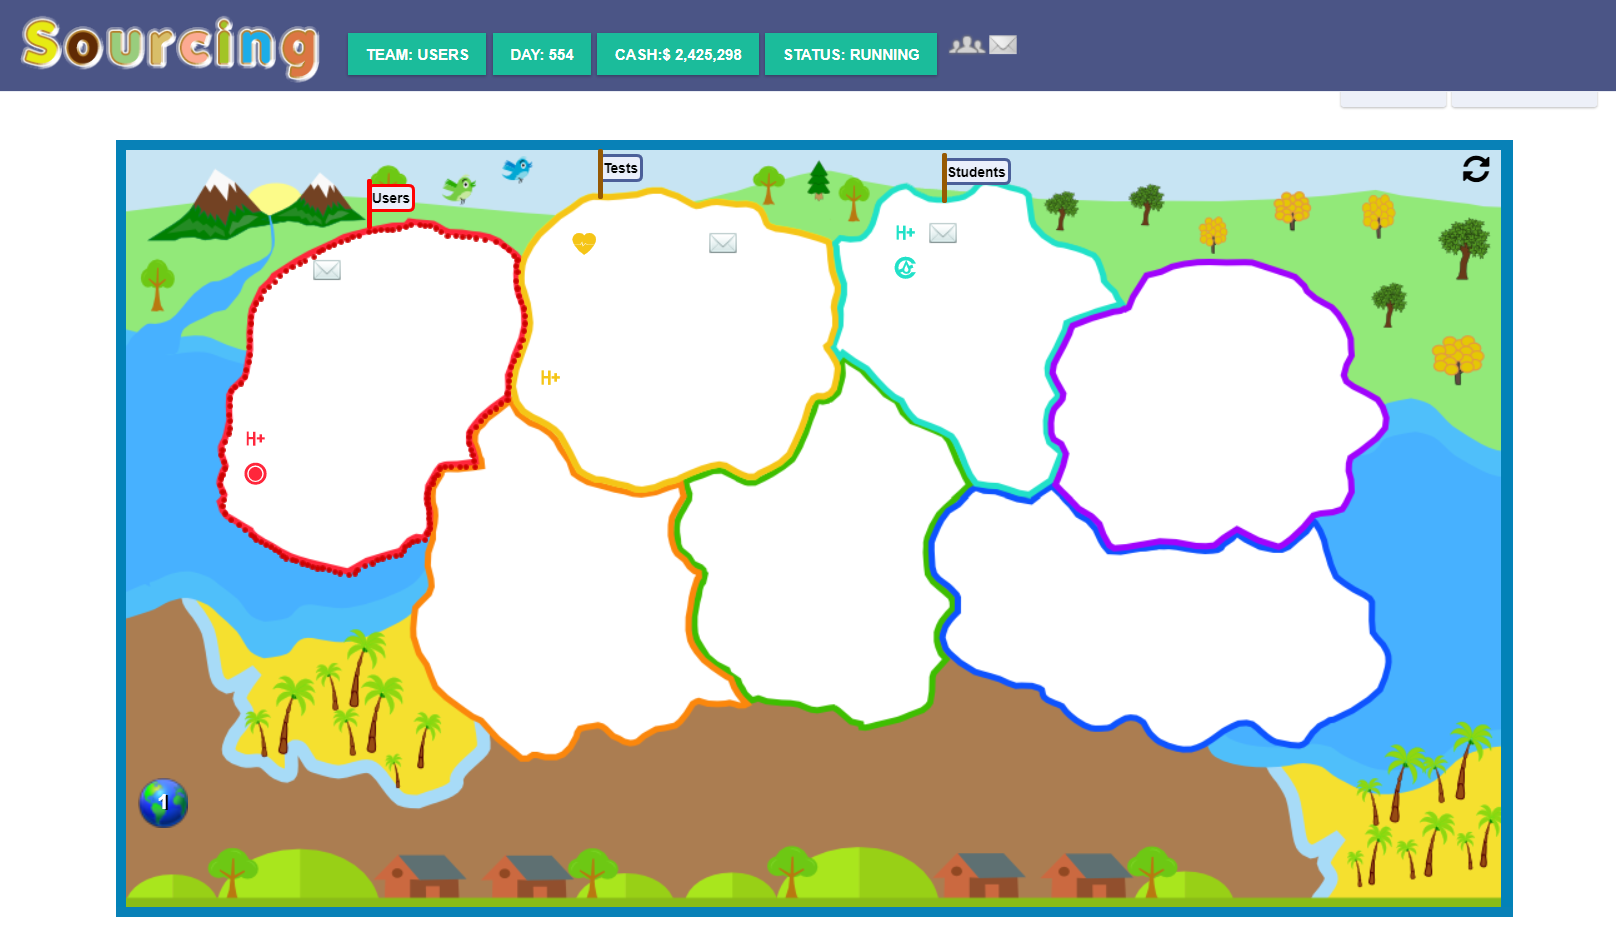 Sourcing
TEAM: USERS
DAY: 554
CASH:$ 2,425,298
STATUS: RUNNING
Users
Tests
Students
H+
H+
H+
1